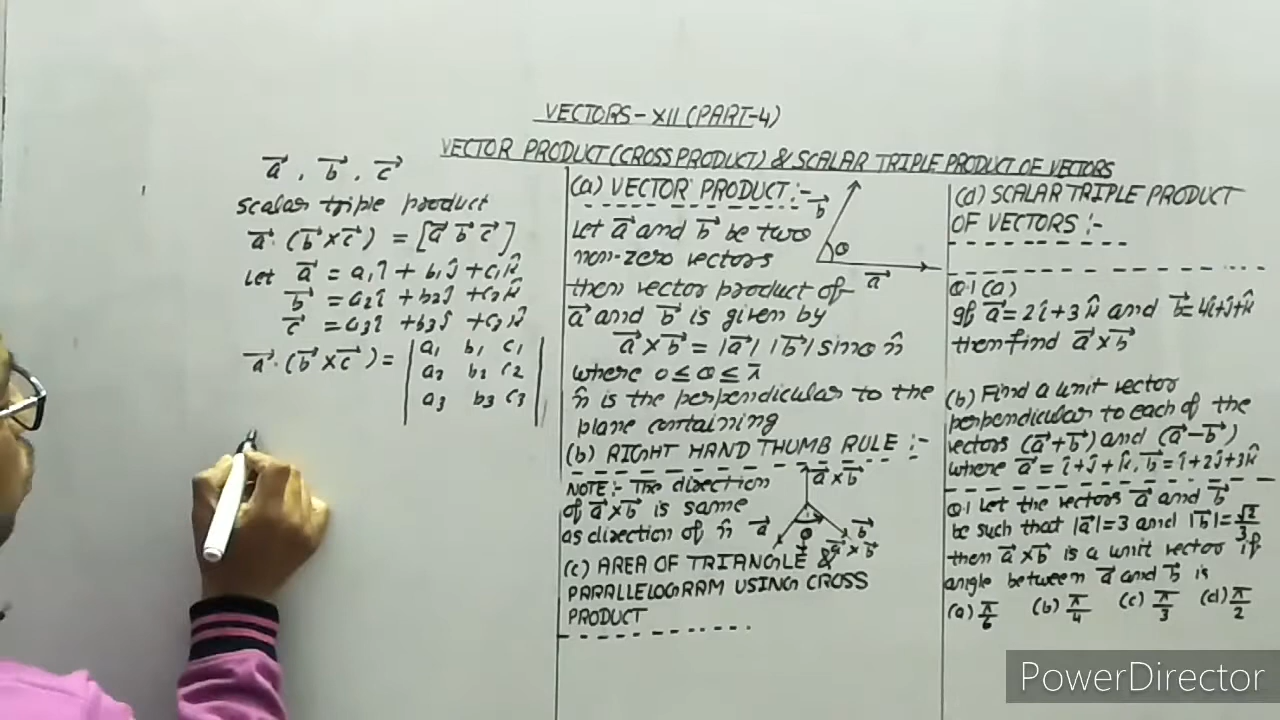 VECTORS - XII (PART-4)
VECTOR PRODUCT (CROSS PRODUCT) & SCALAR TRIPLE PRODUCT OF VECTORS
a⃗ , b⃗ , c⃗
scalar triple product
a⃗ · (b⃗ × c⃗) = [a⃗ b⃗ c⃗]
Let a⃗ = a₁î + b₁ĵ + c₁k̂
b⃗ = a₂î + b₂ĵ + c₂k̂
c⃗ = a₃î + b₃ĵ + c₃k̂
a⃗ · (b⃗ × c⃗) = | a₁ b₁ c₁ |
| a₂ b₂ c₂ |
| a₃ b₃ c₃ |
(a) VECTOR PRODUCT :-
Let a⃗ and b⃗ be two
non-zero vectors
then vector product of
a⃗ and b⃗ is given by
a⃗ × b⃗ = |a⃗| |b⃗| sinθ n̂
where 0 ≤ θ ≤ π
n̂ is the perpendicular to the
plane containing
b⃗
θ
a⃗
(b) RIGHT HAND THUMB RULE :-
NOTE :- The direction
of a⃗ × b⃗ is same
as direction of n̂
a⃗ × b⃗
a⃗
θ
b⃗
a⃗ × b⃗
(c) AREA OF TRIANGLE &
PARALLELOGRAM USING CROSS
PRODUCT
(d) SCALAR TRIPLE PRODUCT
OF VECTORS :-
Q.1 (a)
If a⃗ = 2î + 3k̂ and b⃗ = 4î + ĵ + k̂
then find a⃗ × b⃗
(b) Find a unit vector
perpendicular to each of the
vectors (a⃗ + b⃗) and (a⃗ - b⃗)
where a⃗ = î + ĵ + k̂, b⃗ = î + 2ĵ + 3k̂
Q.1 Let the vectors a⃗ and b⃗
be such that |a⃗| = 3 and |b⃗| = √2/3
then a⃗ × b⃗ is a unit vector if
angle between a⃗ and b⃗ is
(a) π/6 (b) π/4 (c) π/3 (d) π/2
PowerDirector